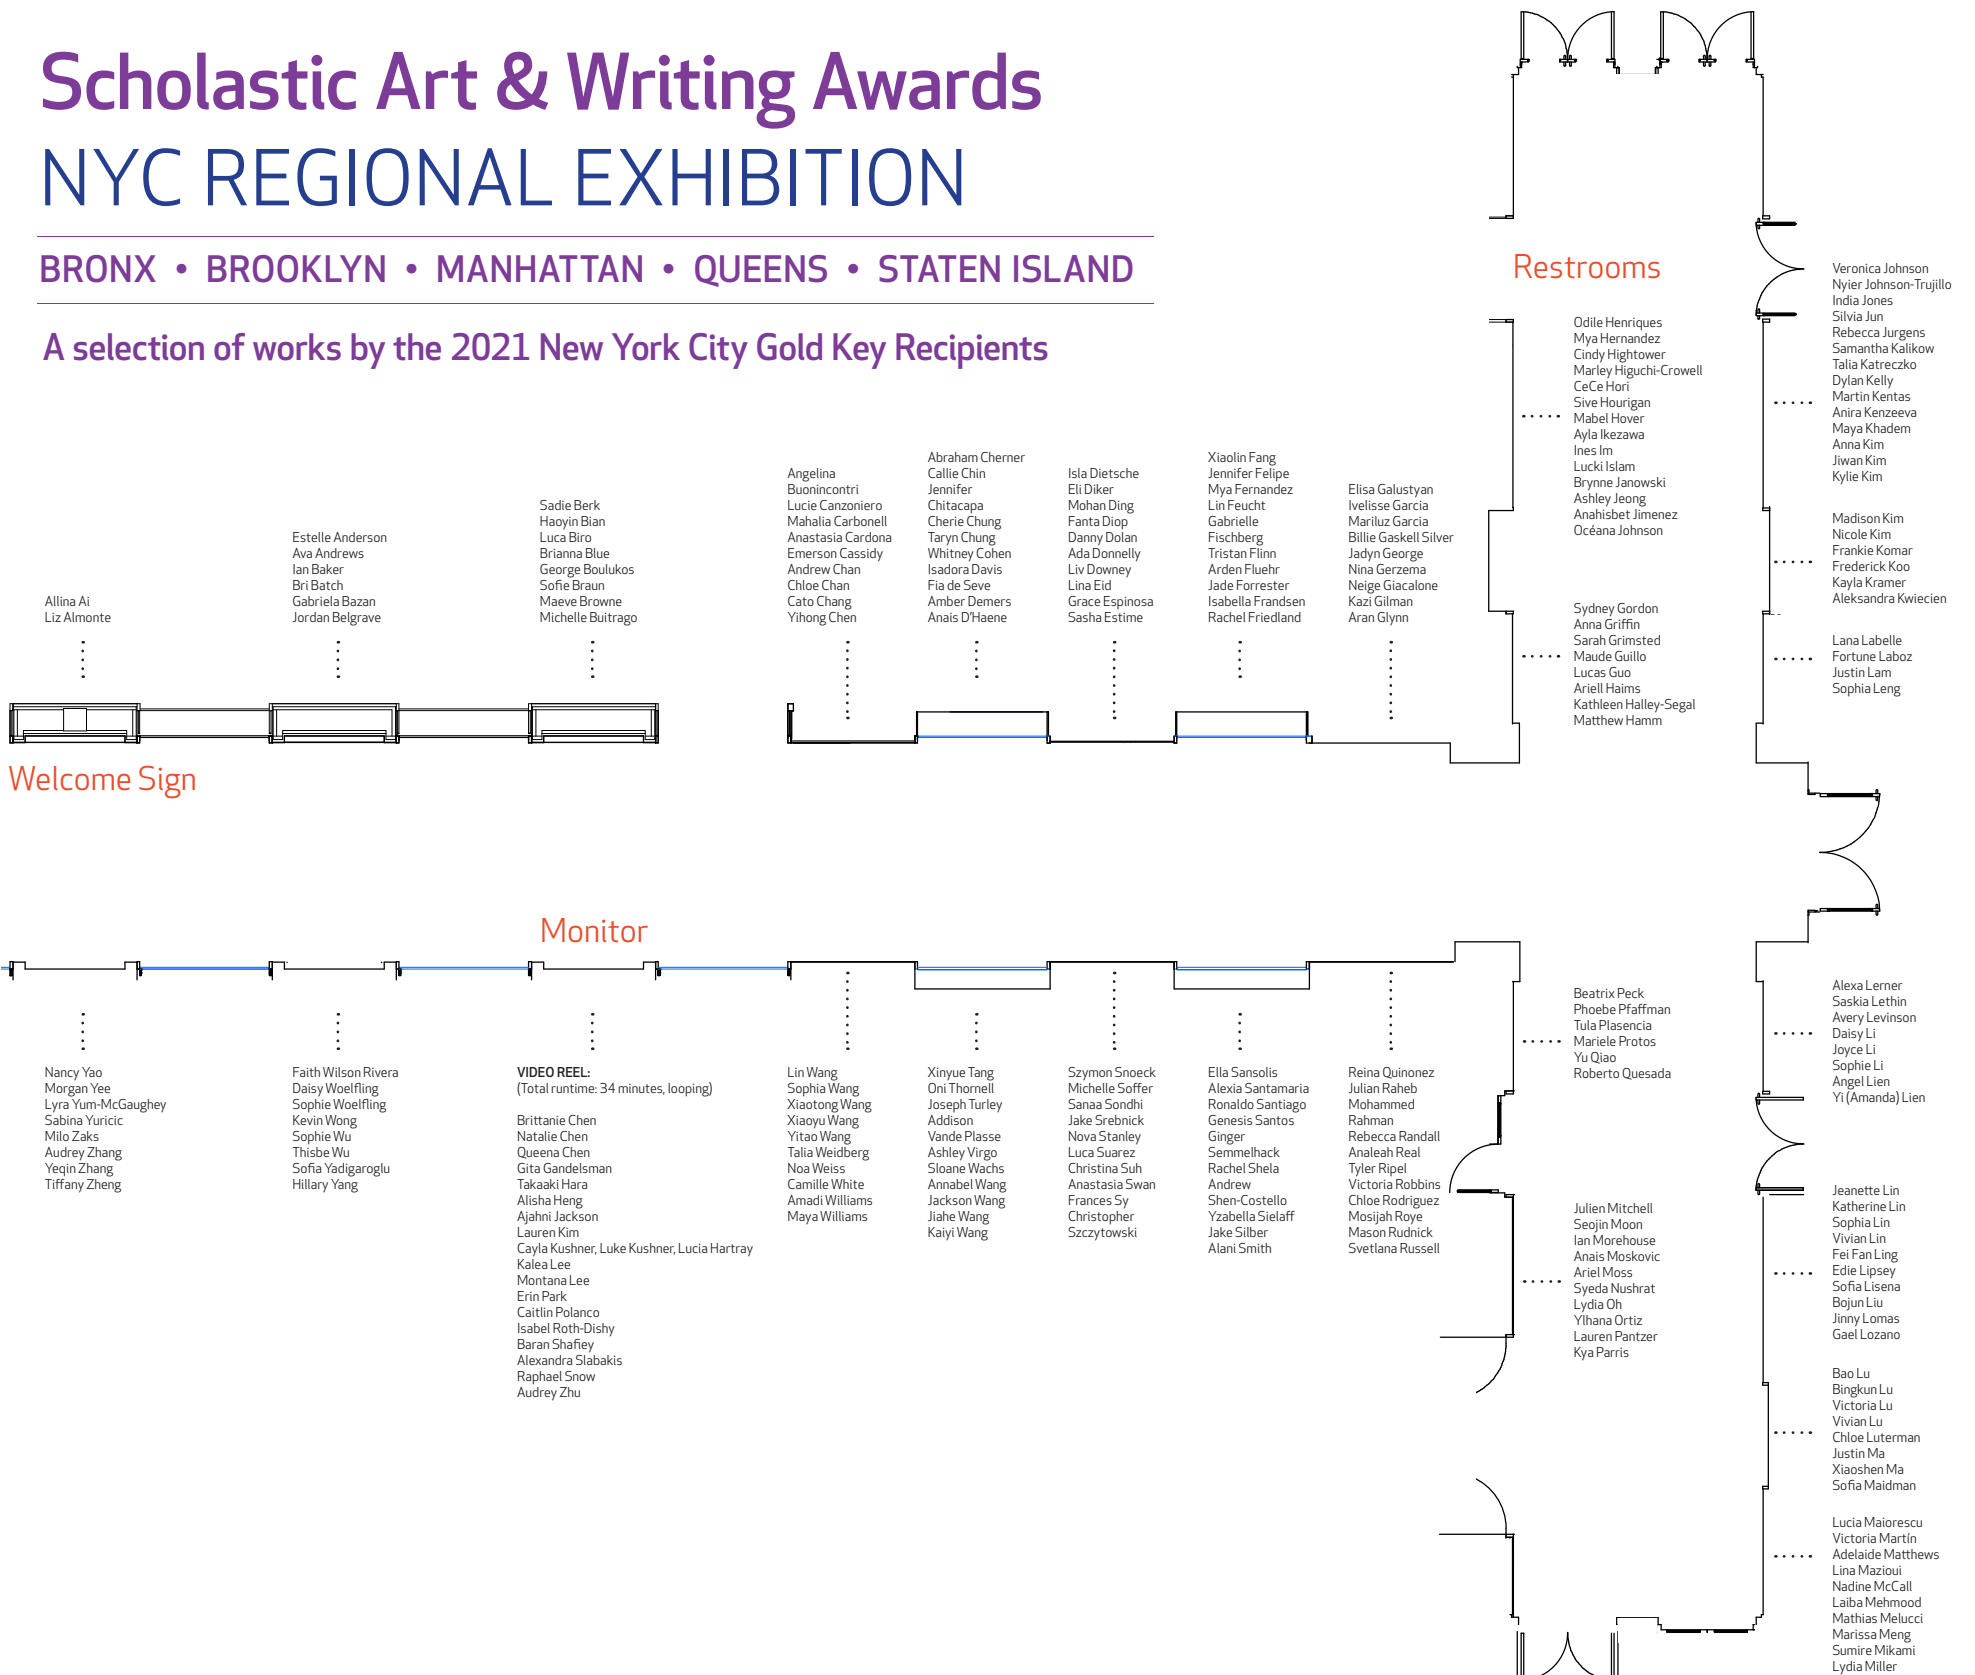 Scholastic Art & Writing Awards
NYC REGIONAL EXHIBITION
BRONX • BROOKLYN • MANHATTAN • QUEENS • STATEN ISLAND
A selection of works by the 2021 New York City Gold Key Recipients
Allina Ai
Liz Almonte
Estelle Anderson
Ava Andrews
Ian Baker
Bri Batch
Gabriela Bazan
Jordan Belgrave
Sadie Berk
Haoyin Bian
Luca Biro
Brianna Blue
George Boulukos
Sofie Braun
Maeve Browne
Michelle Buitrago
Angelina
Buonincontri
Lucie Canzoniero
Mahalia Carbonell
Anastasia Cardona
Emerson Cassidy
Andrew Chan
Chloe Chan
Cato Chang
Yihong Chen
Abraham Cherner
Callie Chin
Jennifer
Chitacapa
Cherie Chung
Taryn Chung
Whitney Cohen
Isadora Davis
Fia de Seve
Amber Demers
Anais D'Haene
Isla Dietsche
Eli Diker
Mohan Ding
Fanta Diop
Danny Dolan
Ada Donnelly
Liv Downey
Lina Eid
Grace Espinosa
Sasha Estime
Xiaolin Fang
Jennifer Felipe
Mya Fernandez
Lin Feucht
Gabrielle
Fischberg
Tristan Flinn
Arden Fluehr
Jade Forrester
Isabella Frandsen
Rachel Friedland
Elisa Galustyan
Ivelisse Garcia
Mariluz Garcia
Billie Gaskell Silver
Jadyn George
Nina Gerzema
Neige Giacalone
Kazi Gilman
Aran Glynn
Restrooms
Odile Henriques
Mya Hernandez
Cindy Hightower
Marley Higuchi-Crowell
CeCe Hori
Sive Hourigan
Mabel Hover
Ayla Ikezawa
Ines Im
Lucki Islam
Brynne Janowski
Ashley Jeong
Anahisbet Jimenez
Océana Johnson
Sydney Gordon
Anna Griffin
Sarah Grimsted
Maude Guillo
Lucas Guo
Ariell Haims
Kathleen Halley-Segal
Matthew Hamm
Veronica Johnson
Nyier Johnson-Trujillo
India Jones
Silvia Jun
Rebecca Jurgens
Samantha Kalikow
Talia Katreczko
Dylan Kelly
Martin Kentas
Anira Kenzeeva
Maya Khadem
Anna Kim
Jiwan Kim
Kylie Kim
Madison Kim
Nicole Kim
Frankie Komar
Frederick Koo
Kayla Kramer
Aleksandra Kwiecien
Lana Labelle
Fortune Laboz
Justin Lam
Sophia Leng
Welcome Sign
Monitor
Nancy Yao
Morgan Yee
Lyra Yum-McGaughey
Sabina Yuricic
Milo Zaks
Audrey Zhang
Yeqin Zhang
Tiffany Zheng
Faith Wilson Rivera
Daisy Woelfling
Sophie Woelfling
Kevin Wong
Sophie Wu
Thisbe Wu
Sofia Yadigaroglu
Hillary Yang
VIDEO REEL:
(Total runtime: 34 minutes, looping)
Brittanie Chen
Natalie Chen
Queena Chen
Gita Gandelsman
Takaaki Hara
Alisha Heng
Ajahni Jackson
Lauren Kim
Cayla Kushner, Luke Kushner, Lucia Hartray
Kalea Lee
Montana Lee
Erin Park
Caitlin Polanco
Isabel Roth-Dishy
Baran Shafiey
Alexandra Slabakis
Raphael Snow
Audrey Zhu
Lin Wang
Sophia Wang
Xiaotong Wang
Xiaoyu Wang
Yitao Wang
Talia Weidberg
Noa Weiss
Camille White
Amadi Williams
Maya Williams
Xinyue Tang
Oni Thornell
Joseph Turley
Addison
Vande Plasse
Ashley Virgo
Sloane Wachs
Annabel Wang
Jackson Wang
Jiahe Wang
Kaiyi Wang
Szymon Snoeck
Michelle Soffer
Sanaa Sondhi
Jake Srebnick
Nova Stanley
Luca Suarez
Christina Suh
Anastasia Swan
Frances Sy
Christopher
Szczytowski
Ella Sansolis
Alexia Santamaria
Ronaldo Santiago
Genesis Santos
Ginger
Semmelhack
Rachel Shela
Andrew
Shen-Costello
Yzabella Sielaff
Jake Silber
Alani Smith
Reina Quinonez
Julian Raheb
Mohammed
Rahman
Rebecca Randall
Analeah Real
Tyler Ripel
Victoria Robbins
Chloe Rodriguez
Mosijah Roye
Mason Rudnick
Svetlana Russell
Beatrix Peck
Phoebe Pfaffman
Tula Plasencia
Mariele Protos
Yu Qiao
Roberto Quesada
Julien Mitchell
Seojin Moon
Ian Morehouse
Anais Moskovic
Ariel Moss
Syeda Nushrat
Lydia Oh
Ylhana Ortiz
Lauren Pantzer
Kya Parris
Alexa Lerner
Saskia Lethin
Avery Levinson
Daisy Li
Joyce Li
Sophie Li
Angel Lien
Yi (Amanda) Lien
Jeanette Lin
Katherine Lin
Sophia Lin
Vivian Lin
Fei Fan Ling
Edie Lipsey
Sofia Lisena
Bojun Liu
Jinny Lomas
Gael Lozano
Bao Lu
Bingkun Lu
Victoria Lu
Vivian Lu
Chloe Luterman
Justin Ma
Xiaoshen Ma
Sofia Maidman
Lucia Maiorescu
Victoria Martín
Adelaide Matthews
Lina Mazioui
Nadine McCall
Laiba Mehmood
Mathias Melucci
Marissa Meng
Sumire Mikami
Lydia Miller